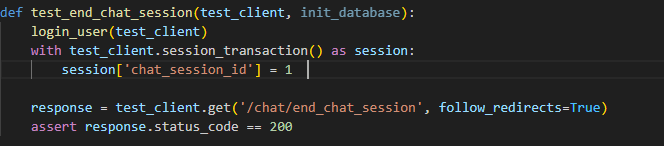 def test_end_chat_session(test_client, init_database):
    login_user(test_client)
    with test_client.session_transaction() as session:
        session['chat_session_id'] = 1
    response = test_client.get('/chat/end_chat_session', follow_redirects=True)
    assert response.status_code == 200